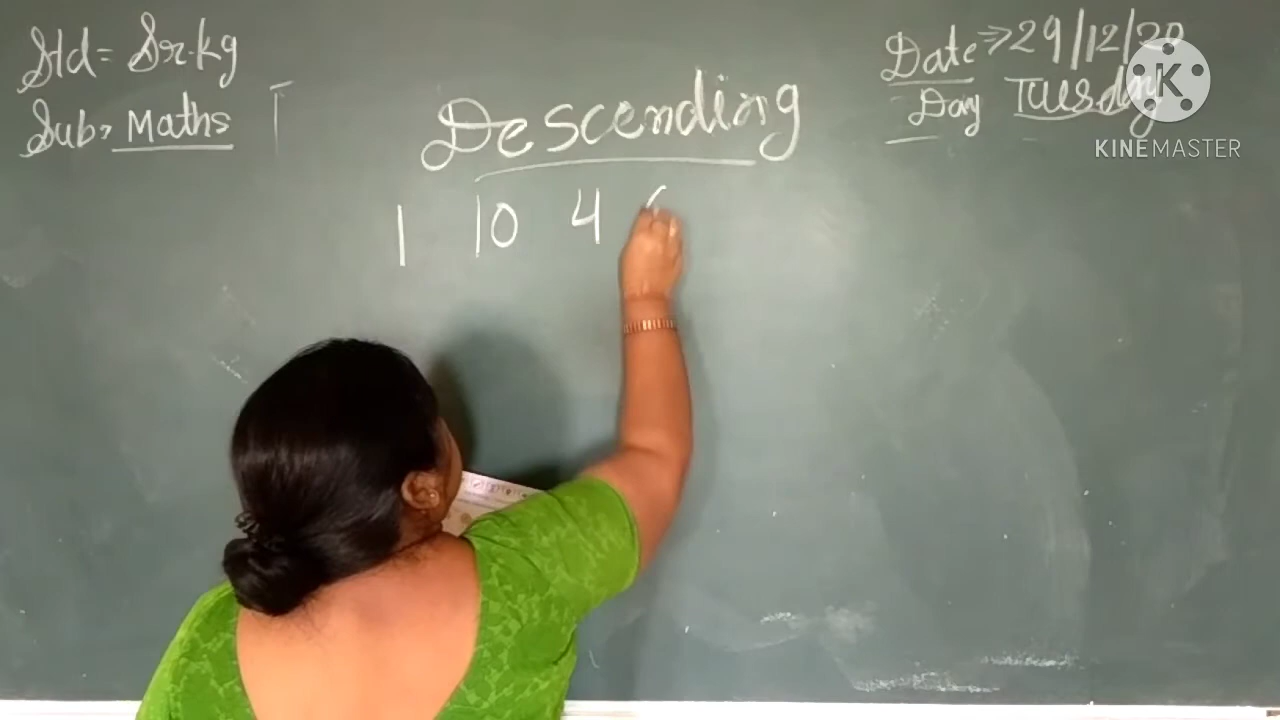 Std = Sr.kg
Sub, Maths
Descending
Date ⇒ 29/12/20
Day Tuesday
K
KINEMASTER
1 10 4